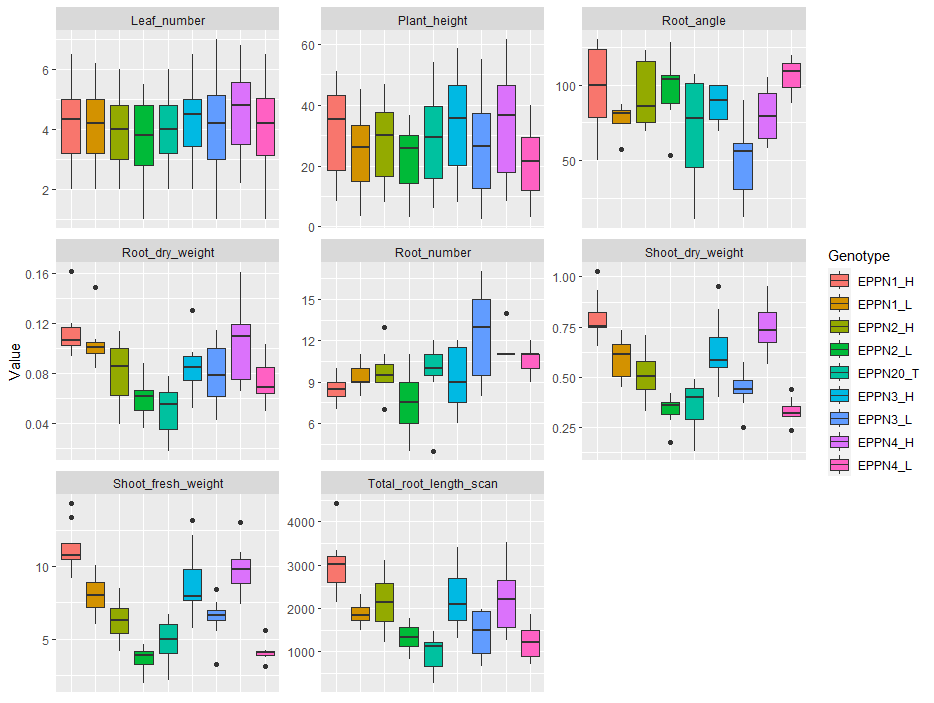 Leaf_number
Plant_height
Root_angle
6
4
2
60
40
20
0
100
50
Root_dry_weight
Root_number
Shoot_dry_weight
0.16
0.12
0.08
0.04
15
12
9
6
1.00
0.75
0.50
0.25
Value
Genotype
EPPN1_H
EPPN1_L
EPPN2_H
EPPN2_L
EPPN20_T
EPPN3_H
EPPN3_L
EPPN4_H
EPPN4_L
Shoot_fresh_weight
Total_root_length_scan
10
5
4000
3000
2000
1000